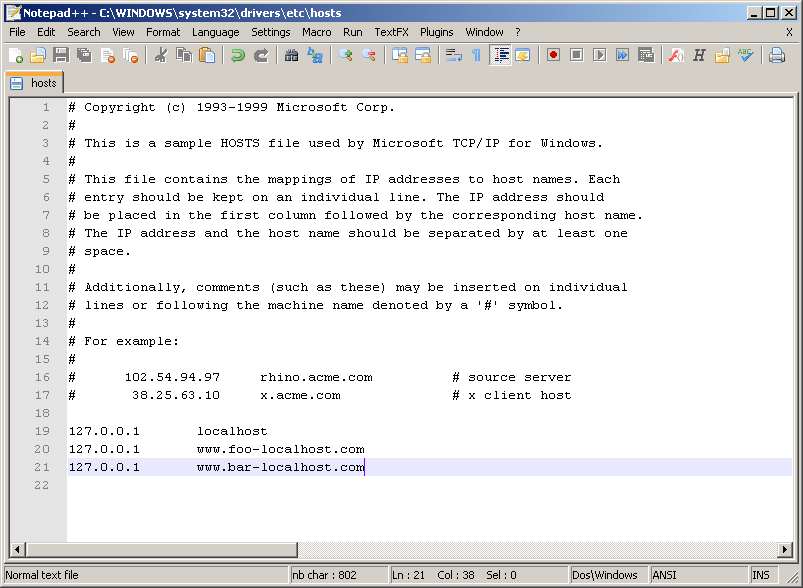 Notepad++ - C:\WINDOWS\system32\drivers\etc\hosts
File Edit Search View Format Language Settings Macro Run TextFX Plugins Window ? X
hosts
1 # Copyright (c) 1993-1999 Microsoft Corp.
2 #
3 # This is a sample HOSTS file used by Microsoft TCP/IP for Windows.
4 #
5 # This file contains the mappings of IP addresses to host names. Each
6 # entry should be kept on an individual line. The IP address should
7 # be placed in the first column followed by the corresponding host name.
8 # The IP address and the host name should be separated by at least one
9 # space.
10 #
11 # Additionally, comments (such as these) may be inserted on individual
12 # lines or following the machine name denoted by a '#' symbol.
13 #
14 # For example:
15 #
16 #      102.54.94.97     rhino.acme.com          # source server
17 #       38.25.63.10     x.acme.com              # x client host
18
19 127.0.0.1       localhost
20 127.0.0.1       www.foo-localhost.com
21 127.0.0.1       www.bar-localhost.com
22
Normal text file nb char : 802 Ln : 21 Col : 38 Sel : 0 Dos\Windows ANSI INS